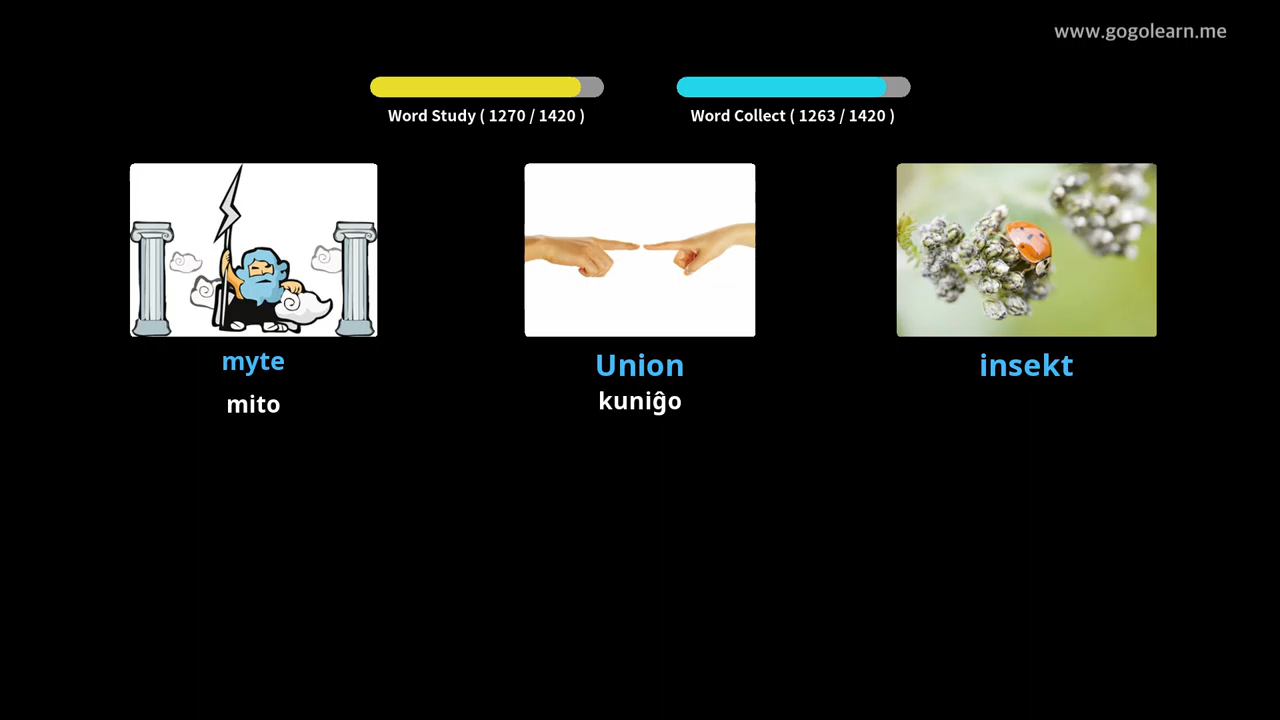 www.gogolearn.me
Word Study ( 1270 / 1420 )
Word Collect ( 1263 / 1420 )
myte
mito
Union
kuniĝo
insekt